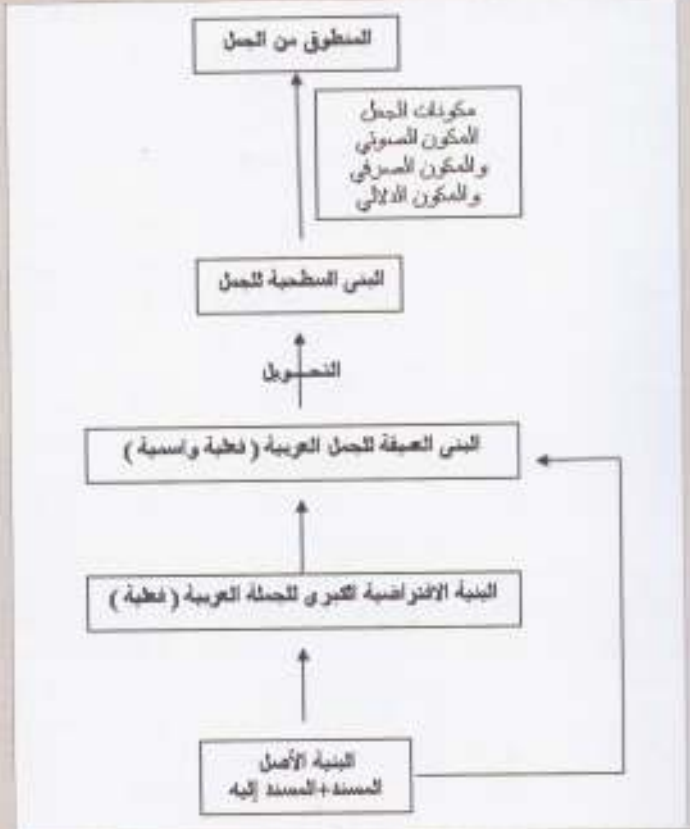 المنطوق من الجمل
مكونات الجمل
المكون الصوتي
والمكون الصرفي
والمكون الدلالي
البنى السطحية للجمل
التحــويل
البنى العميقة للجمل العربية ( فعلية واسمية )
البنية الافتراضية الكبرى للجملة العربية ( فعلية )
البنية الأصل
المسند+المسند إليه